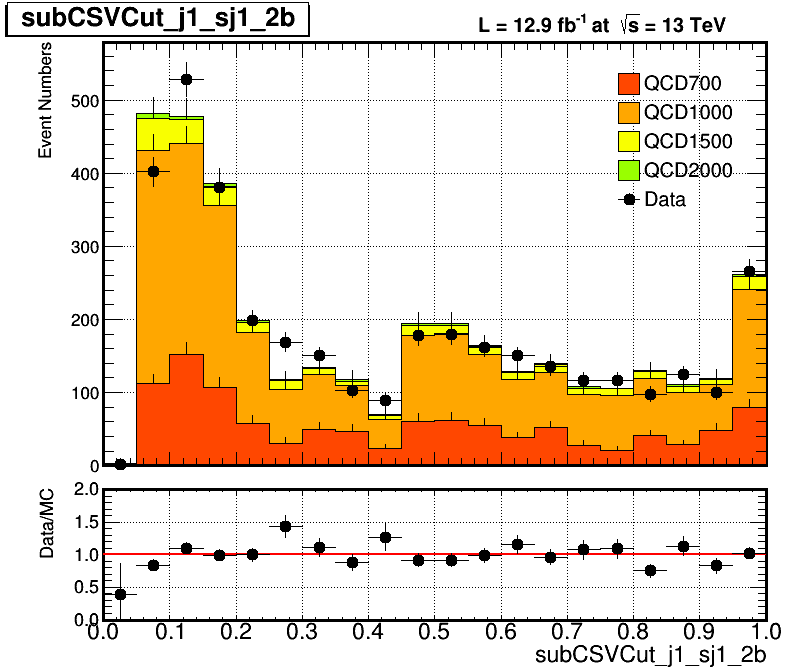 subCSVCut_j1_sj1_2b
L = 12.9 fb⁻¹ at √s = 13 TeV
Event Numbers
500
400
300
200
100
0
QCD700
QCD1000
QCD1500
QCD2000
Data
Data/MC
2.0
1.5
1.0
0.5
0.0
0.0 0.1 0.2 0.3 0.4 0.5 0.6 0.7 0.8 0.9 1.0
subCSVCut_j1_sj1_2b